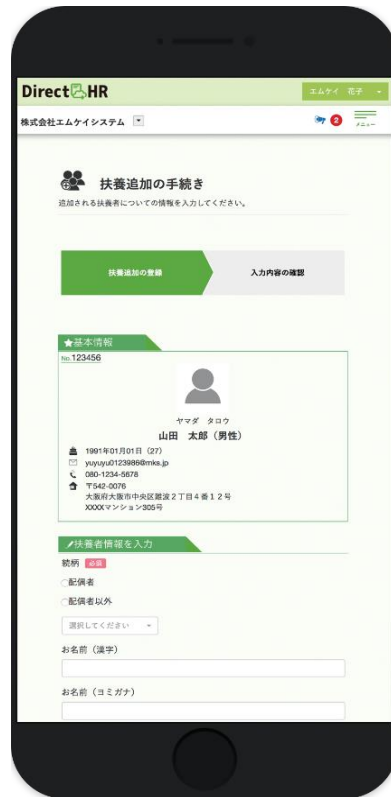 DirectHR
エムケイ 花子
株式会社エムケイシステム
2
メニュー
扶養追加の手続き
追加される扶養者についての情報を入力してください。
扶養追加の登録
入力内容の確認
★基本情報
No.123456
ヤマダ タロウ
山田 太郎（男性）
1991年01月01日（27）
yuyuyu0123986@mks.jp
080-1234-5678
〒542-0076
大阪府大阪市中央区難波２丁目４番１２号
XXXXマンション305号
扶養者情報を入力
続柄 必須
配偶者
配偶者以外
選択してください
お名前（漢字）
お名前（ヨミガナ）